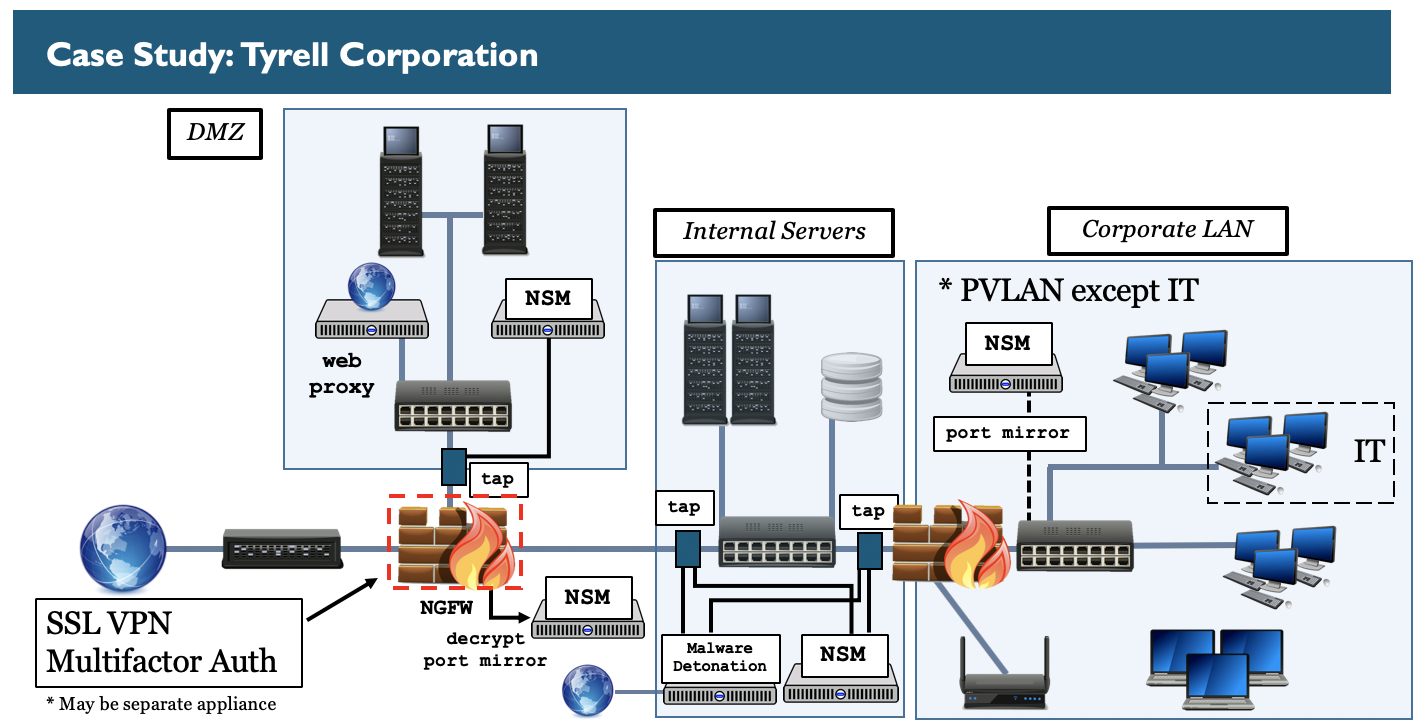 Case Study: Tyrell Corporation
DMZ
NSM
web
proxy
tap
Internal Servers
Corporate LAN
* PVLAN except IT
NSM
port mirror
IT
tap
tap
NGFW
NSM
decrypt
port mirror
SSL VPN
Multifactor Auth
* May be separate appliance
Malware
Detonation
NSM